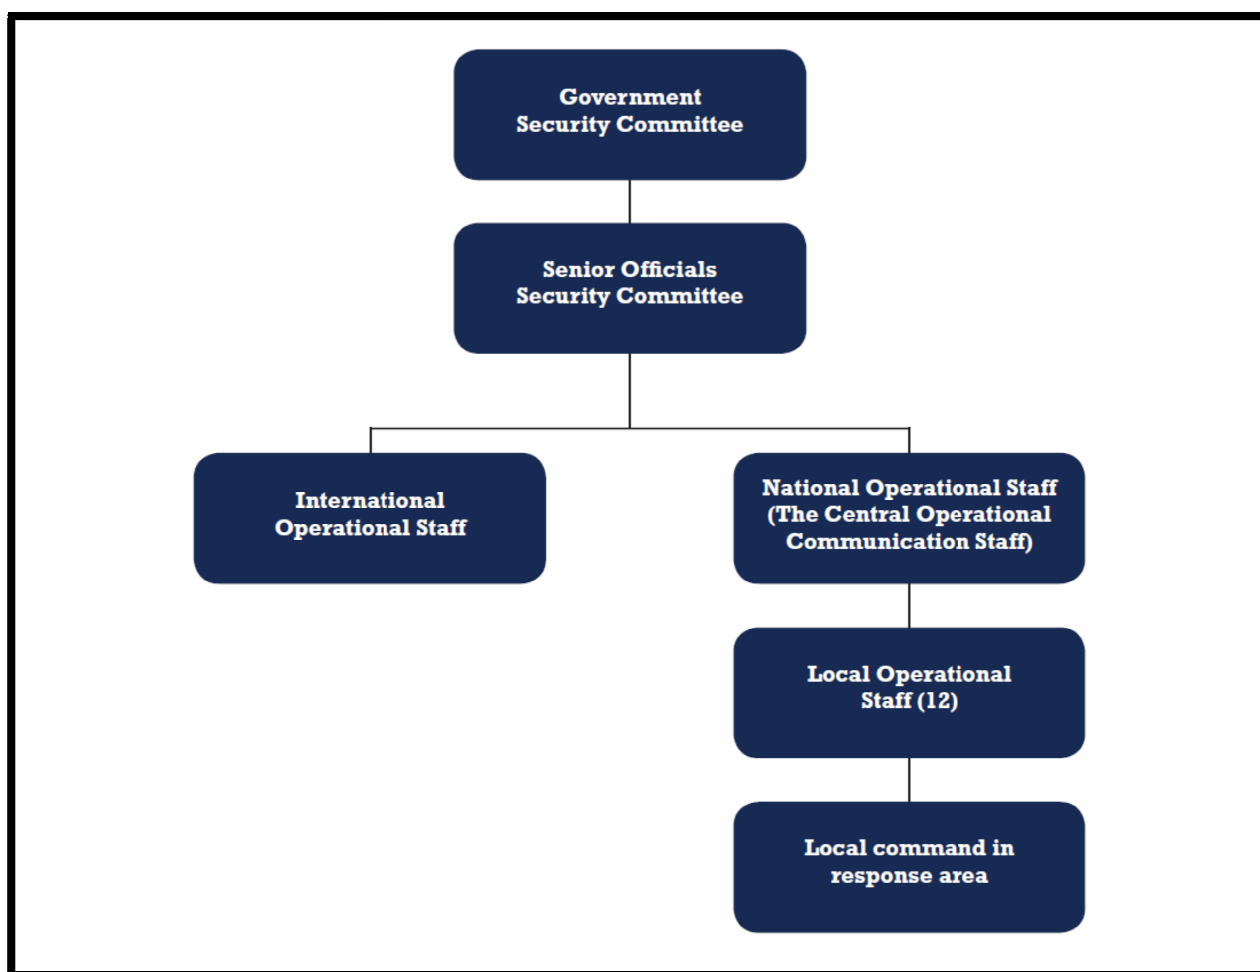 Government
Security Committee
Senior Officials
Security Committee
International
Operational Staff
National Operational Staff
(The Central Operational
Communication Staff)
Local Operational
Staff (12)
Local command in
response area